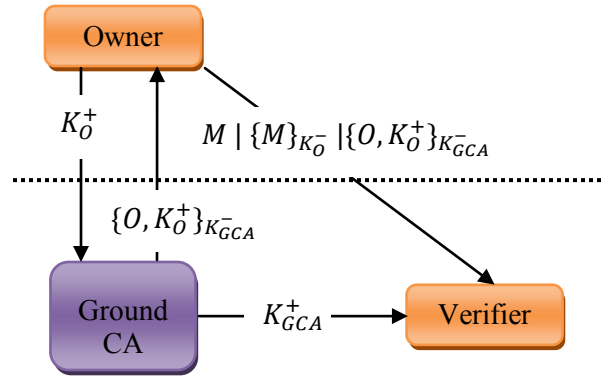 Owner
K_O^+
M | {M}_{K_O^-} |{O, K_O^+}_{K_{GCA}^-}
{O, K_O^+}_{K_{GCA}^-}
Ground
CA
K_{GCA}^+
Verifier